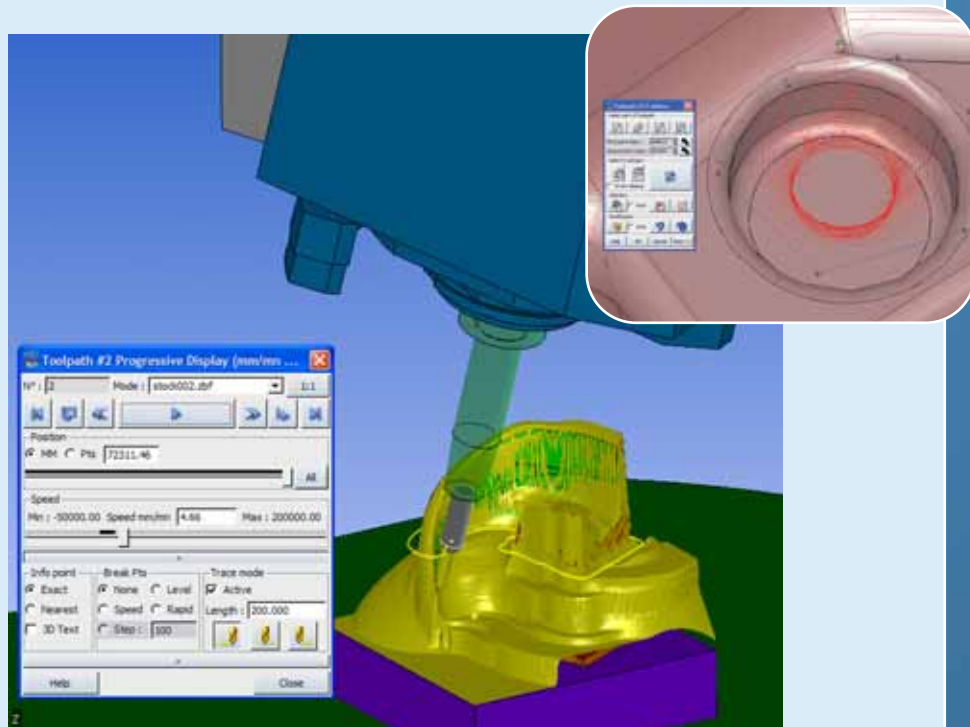 Toolpath #2 Progressive Display (mm/mn ...
N° : 2 Mode : stock002.zbf 1:1
Position
MM Pts 72311.46
All
Speed
Min : -50000.00 Speed mm/mn 4.66 Max : 200000.00
Info point Break Pts Trace mode
Exact None Level Active
Nearest Speed Rapid Length : 200.000
3D Text Step : 100
Help Close
Z